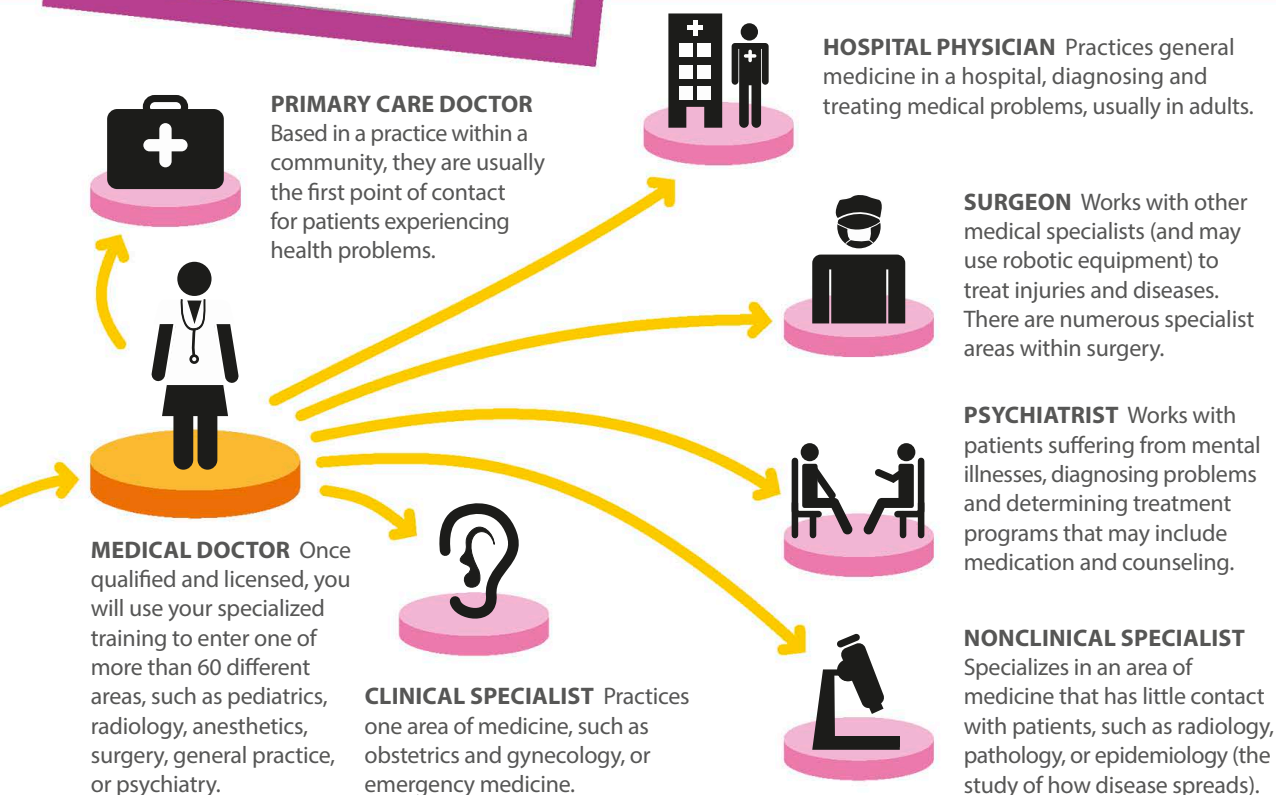 PRIMARY CARE DOCTOR
Based in a practice within a
community, they are usually
the first point of contact
for patients experiencing
health problems.
HOSPITAL PHYSICIAN Practices general
medicine in a hospital, diagnosing and
treating medical problems, usually in adults.
SURGEON Works with other
medical specialists (and may
use robotic equipment) to
treat injuries and diseases.
There are numerous specialist
areas within surgery.
PSYCHIATRIST Works with
patients suffering from mental
illnesses, diagnosing problems
and determining treatment
programs that may include
medication and counseling.
MEDICAL DOCTOR Once
qualified and licensed, you
will use your specialized
training to enter one of
more than 60 different
areas, such as pediatrics,
radiology, anesthetics,
surgery, general practice,
or psychiatry.
CLINICAL SPECIALIST Practices
one area of medicine, such as
obstetrics and gynecology, or
emergency medicine.
NONCLINICAL SPECIALIST
Specializes in an area of
medicine that has little contact
with patients, such as radiology,
pathology, or epidemiology (the
study of how disease spreads).